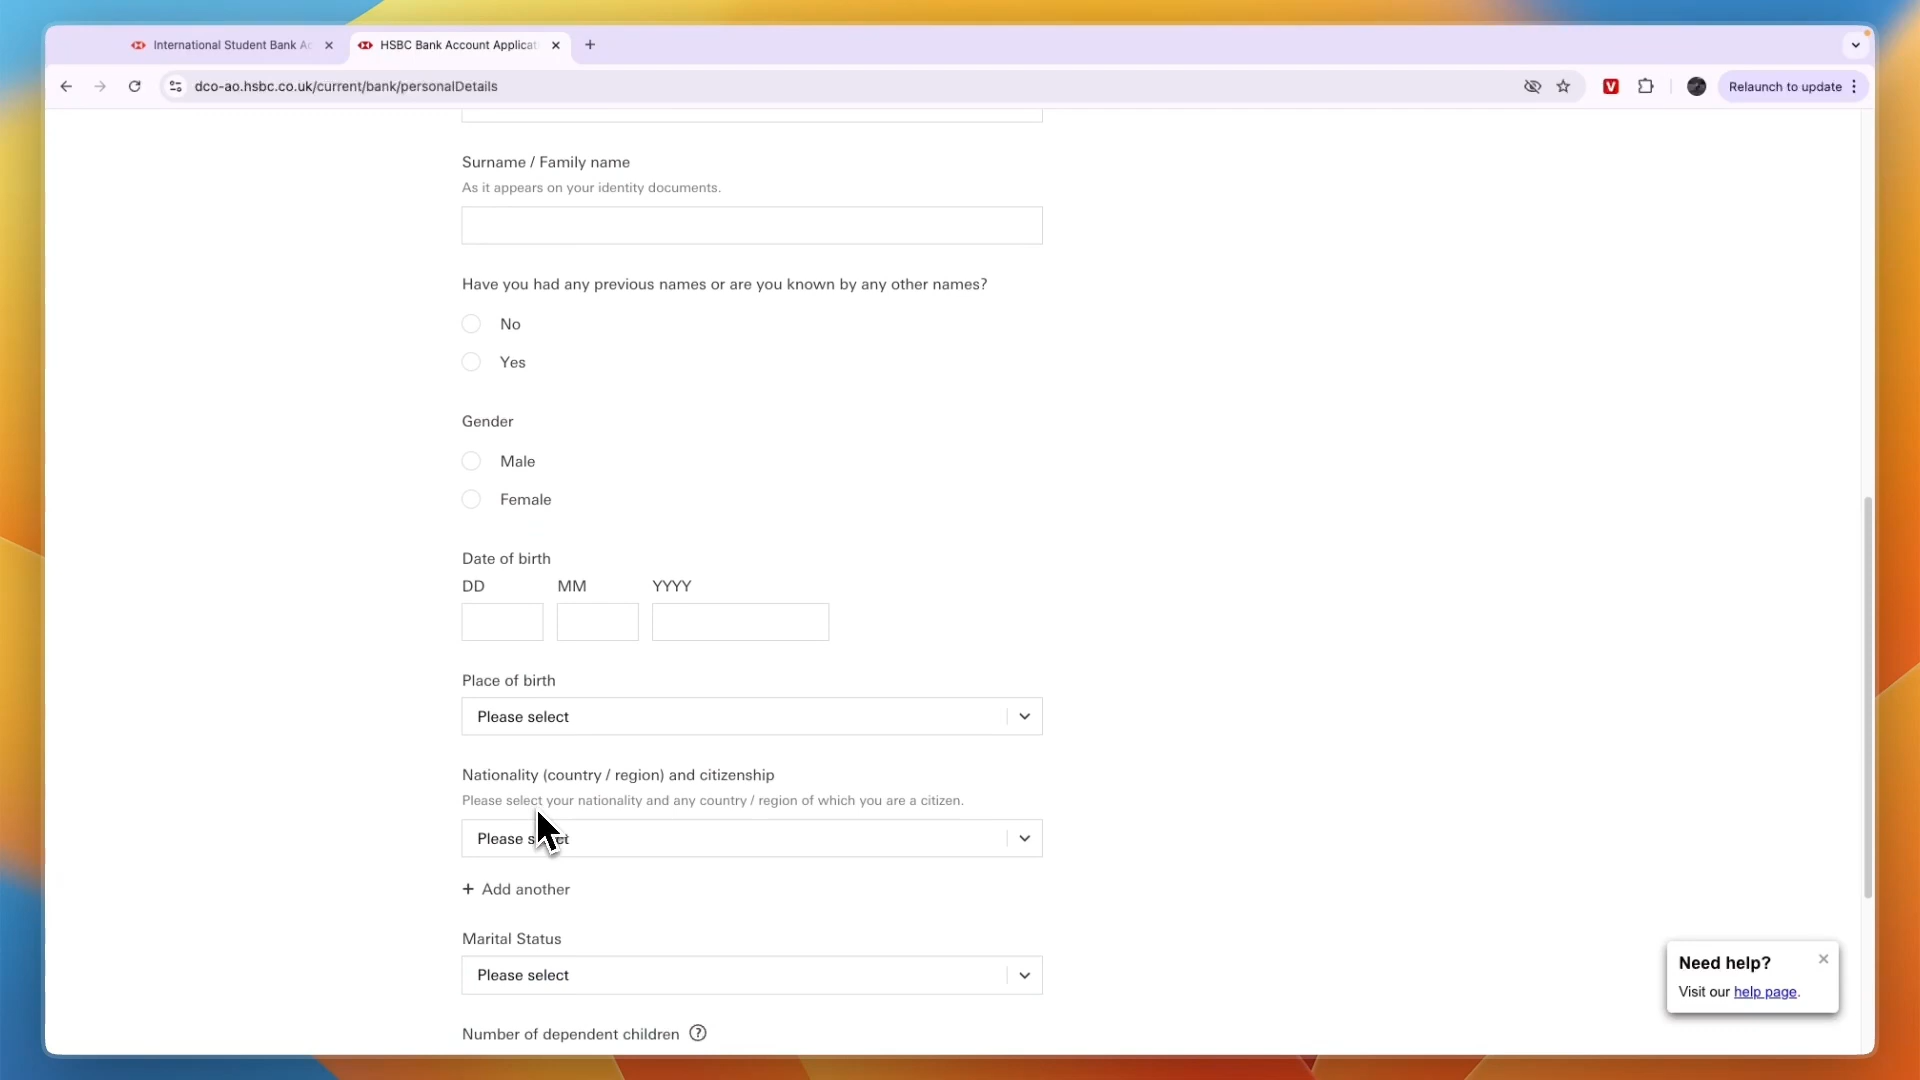 International Student Bank Ac
HSBC Bank Account Applicat
dco-ao.hsbc.co.uk/current/bank/personalDetails
V
Relaunch to update
Surname / Family name
As it appears on your identity documents.
Have you had any previous names or are you known by any other names?
No
Yes
Gender
Male
Female
Date of birth
DD MM YYYY
Place of birth
Please select
Nationality (country / region) and citizenship
Please select your nationality and any country / region of which you are a citizen.
Please select
+ Add another
Marital Status
Please select
Number of dependent children ?
Need help?
Visit our help page.